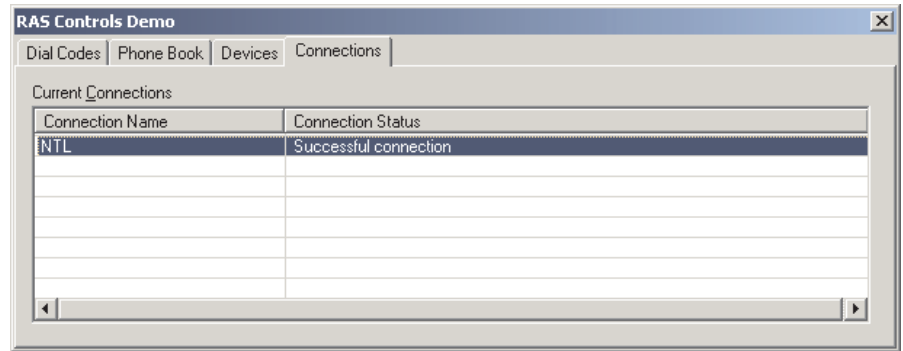 RAS Controls Demo
Dial Codes Phone Book Devices Connections
Current Connections
Connection Name Connection Status
NTL Successful connection